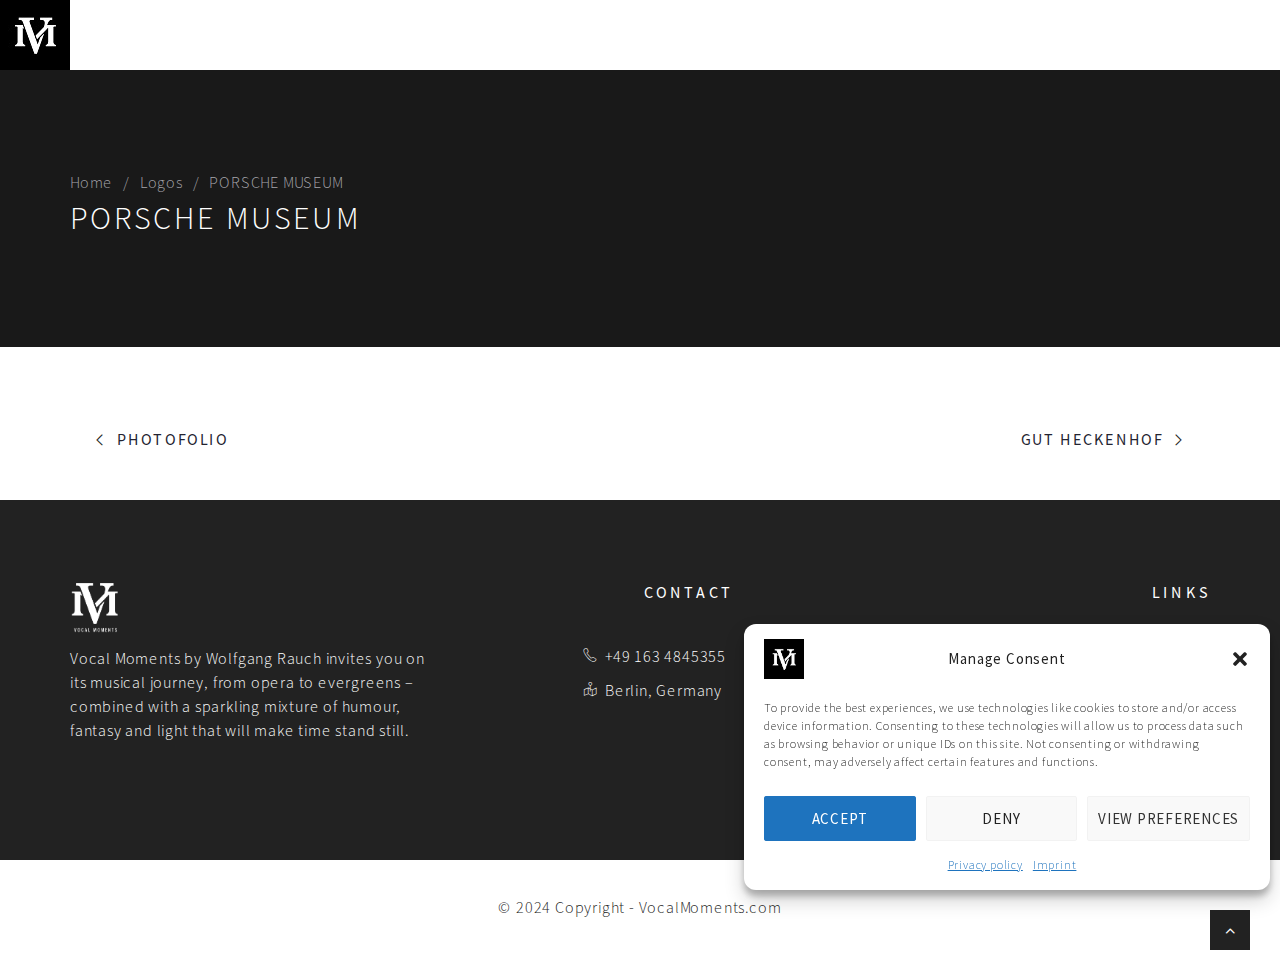 VM
Home / Logos / PORSCHE MUSEUM
PORSCHE MUSEUM
PHOTOFOLIO
GUT HECKENHOF
VM
VOCAL MOMENTS
Vocal Moments by Wolfgang Rauch invites you on
its musical journey, from opera to evergreens –
combined with a sparkling mixture of humour,
fantasy and light that will make time stand still.
CONTACT
+49 163 4845355
Berlin, Germany
LINKS
VM
Manage Consent
To provide the best experiences, we use technologies like cookies to store and/or access
device information. Consenting to these technologies will allow us to process data such
as browsing behavior or unique IDs on this site. Not consenting or withdrawing
consent, may adversely affect certain features and functions.
ACCEPT
DENY
VIEW PREFERENCES
Privacy policy Imprint
© 2024 Copyright - VocalMoments.com